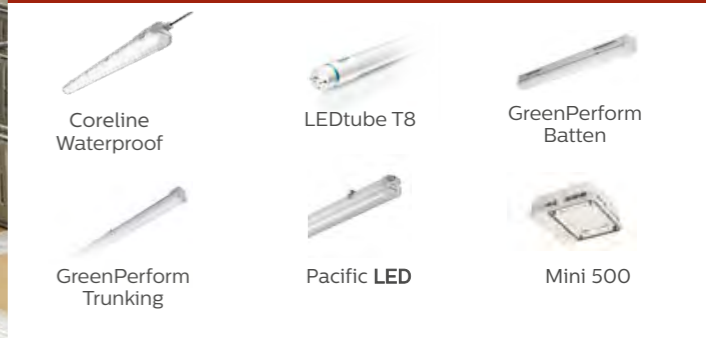 Coreline
Waterproof
LEDtube T8
GreenPerform
Batten
GreenPerform
Trunking
Pacific LED
Mini 500